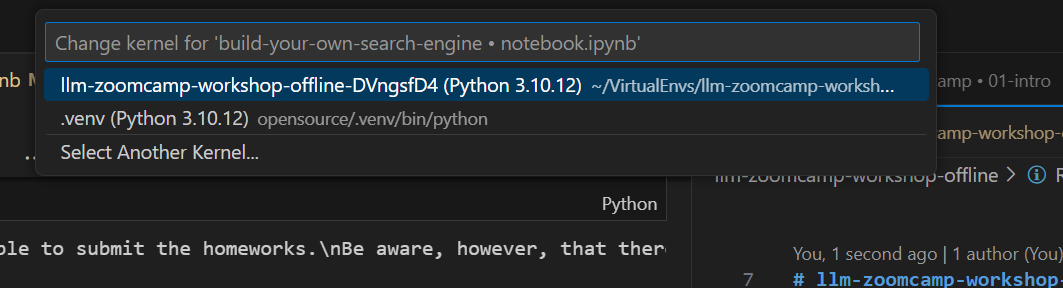 Change kernel for 'build-your-own-search-engine • notebook.ipynb'
nb M
llm-zoomcamp-workshop-offline-DVngsfD4 (Python 3.10.12) ~/VirtualEnvs/llm-zoomcamp-worksh...
amp • 01-intro
.venv (Python 3.10.12) opensource/.venv/bin/python
amp-workshop-o
Select Another Kernel...
..
llm-zoomcamp-workshop-offline > R
Python
ble to submit the homeworks.\nBe aware, however, that there
You, 1 second ago | 1 author (You)
7 # llm-zoomcamp-workshop-